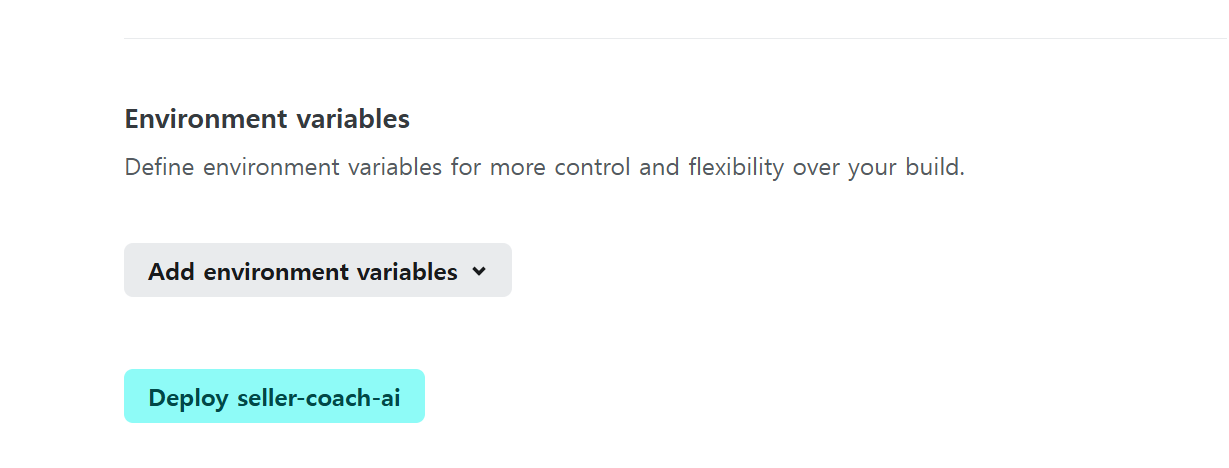 Environment variables
Define environment variables for more control and flexibility over your build.
Add environment variables
Deploy seller-coach-ai